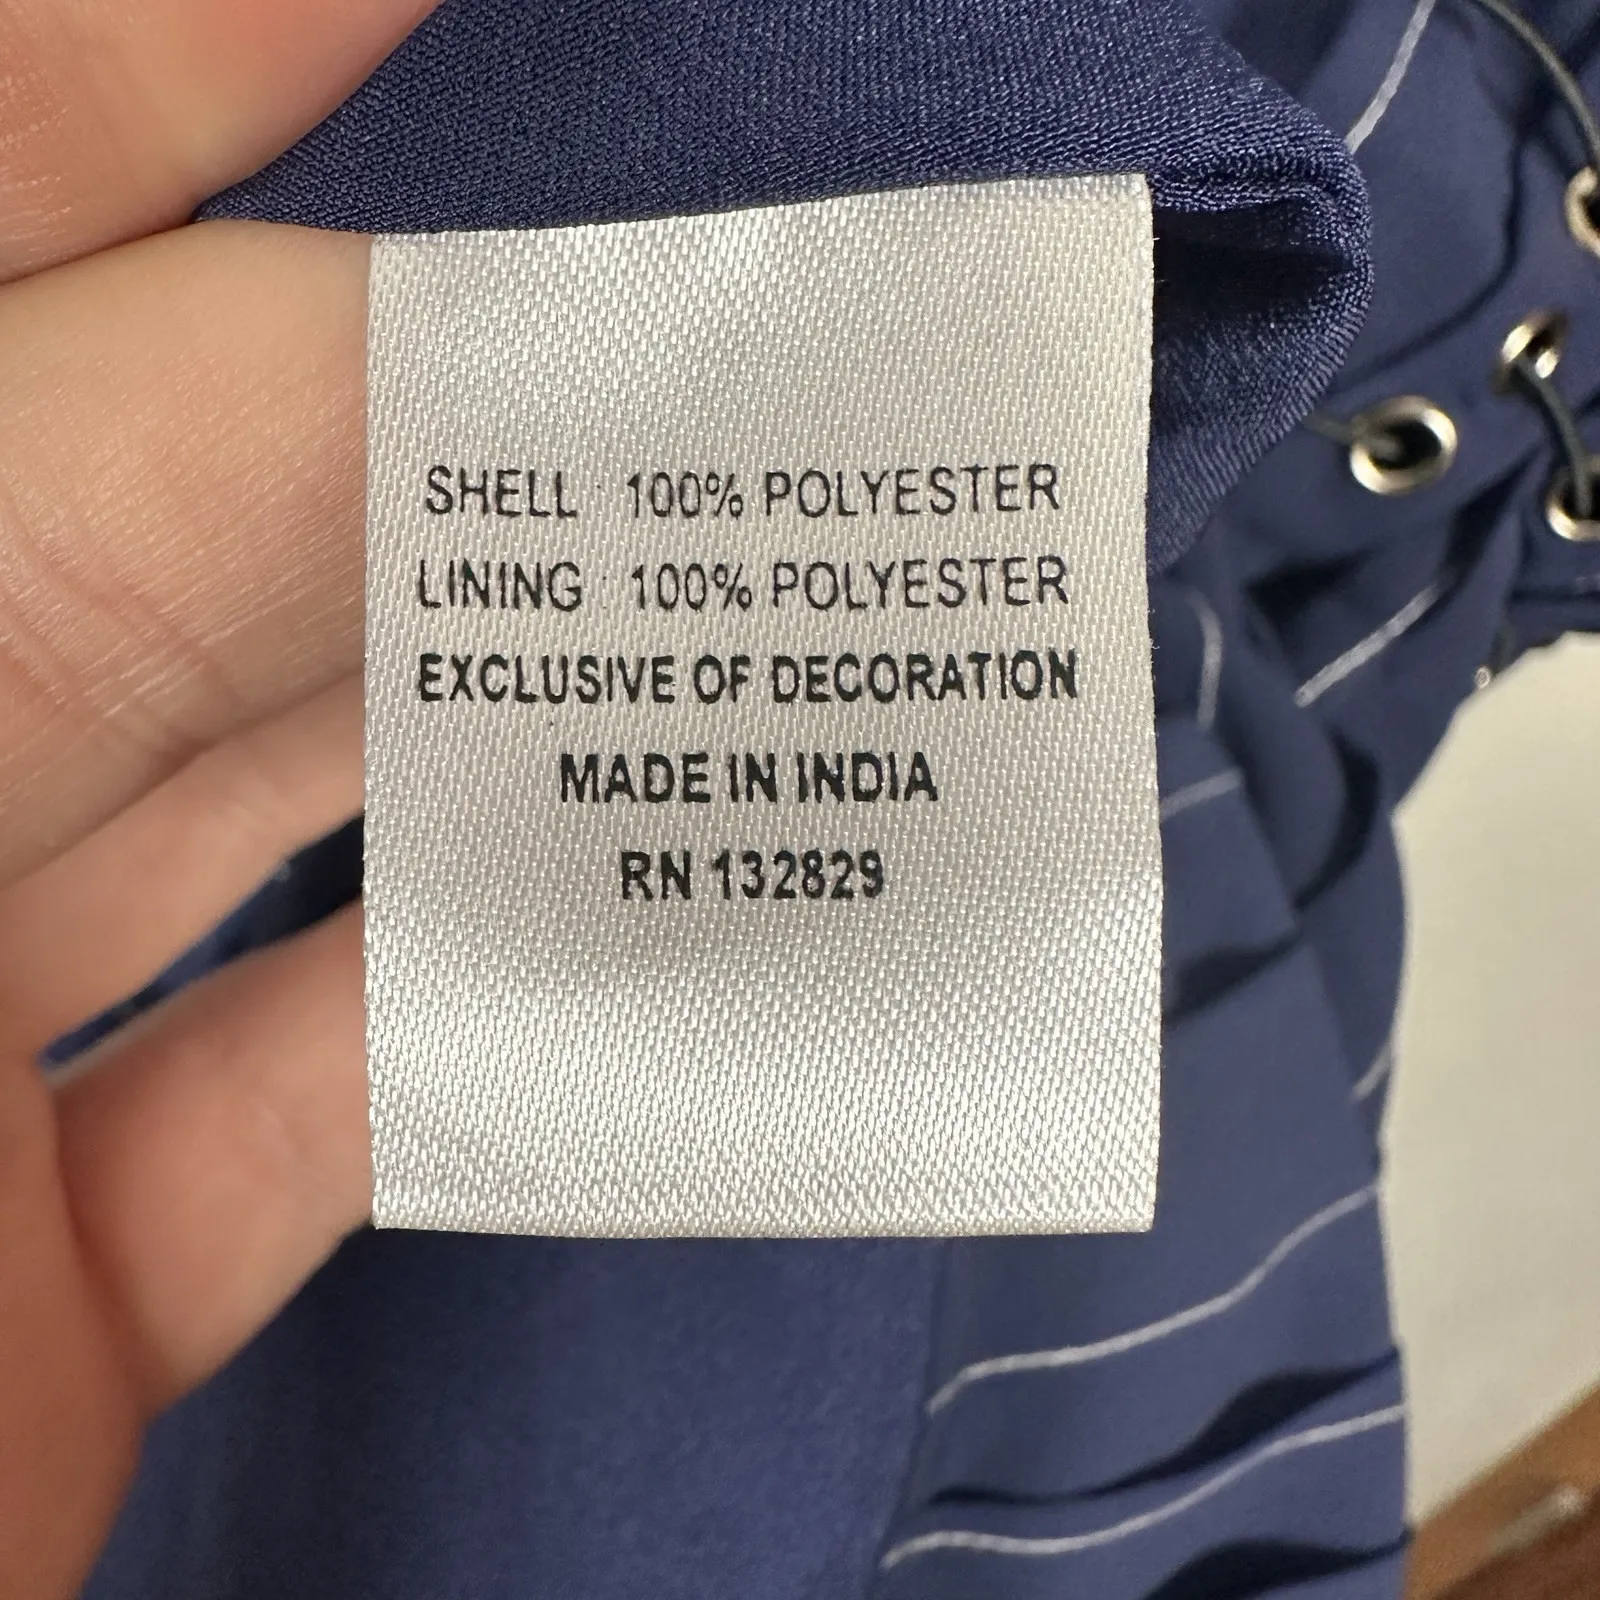 SHELL : 100% POLYESTER
LINING : 100% POLYESTER
EXCLUSIVE OF DECORATION
MADE IN INDIA
RN 132829